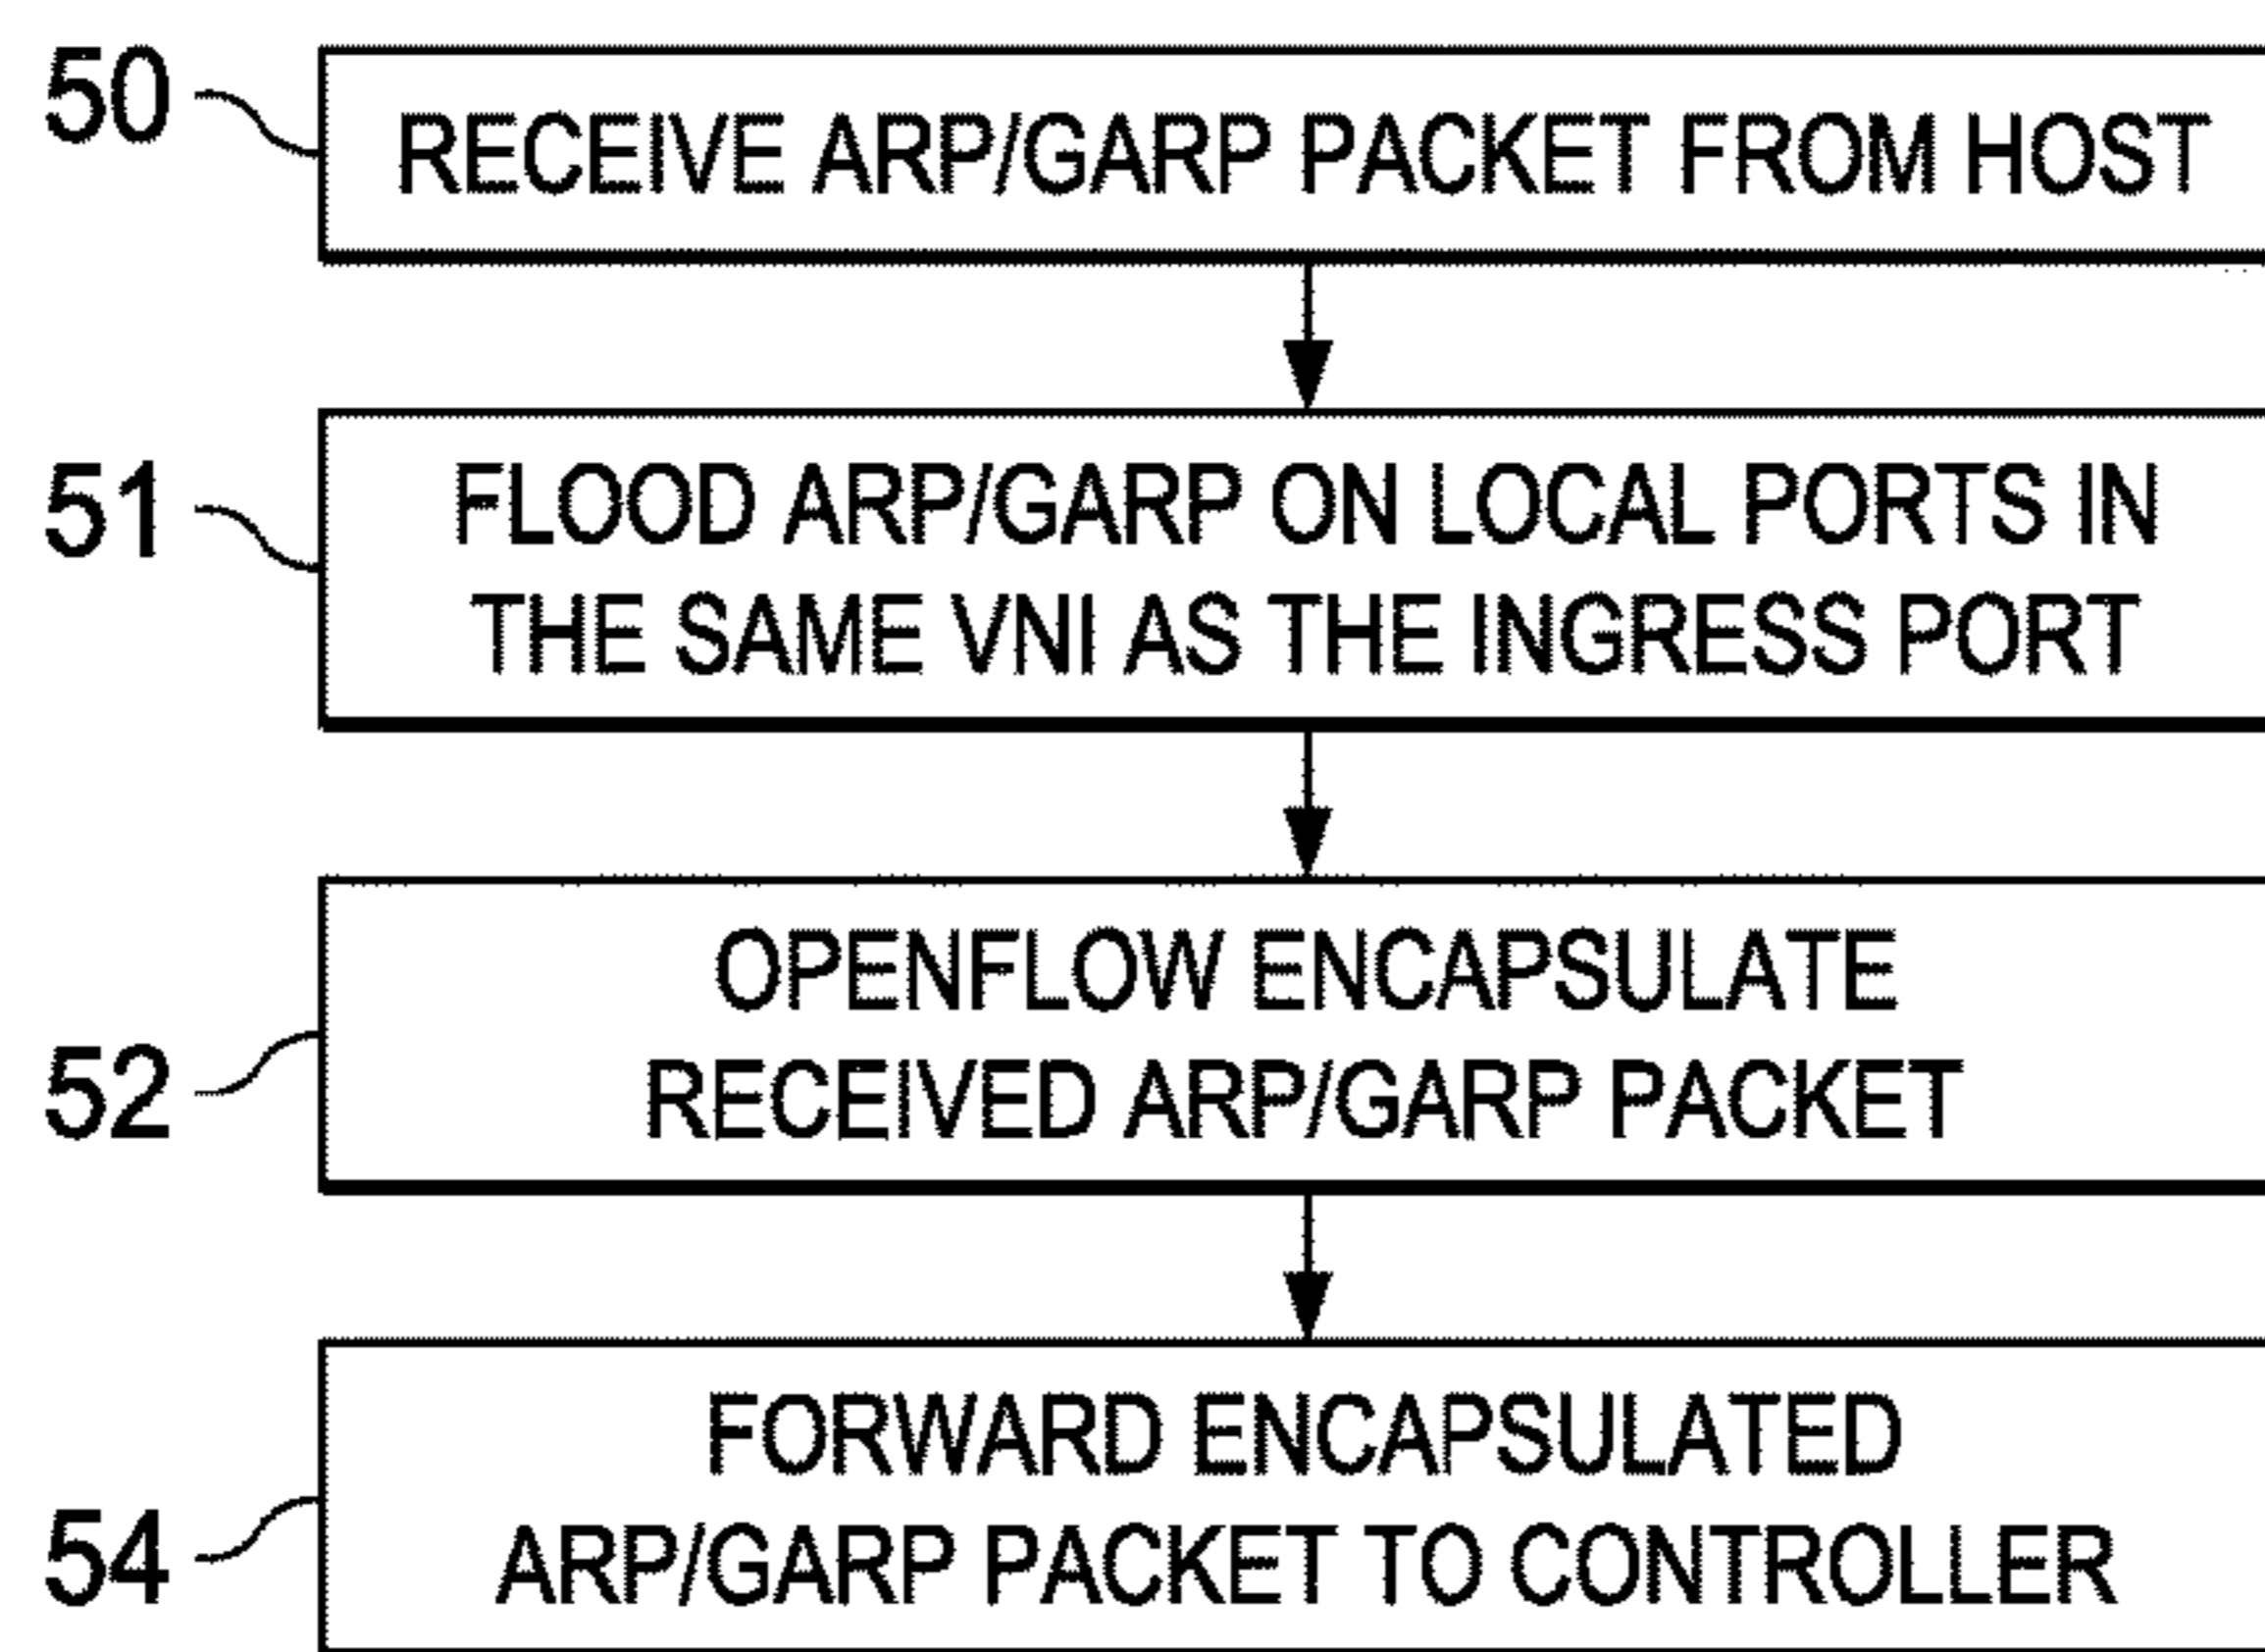 50
RECEIVE ARP/GARP PACKET FROM HOST
51
FLOOD ARP/GARP ON LOCAL PORTS IN
THE SAME VNI AS THE INGRESS PORT
52
OPENFLOW ENCAPSULATE
RECEIVED ARP/GARP PACKET
54
FORWARD ENCAPSULATED
ARP/GARP PACKET TO CONTROLLER